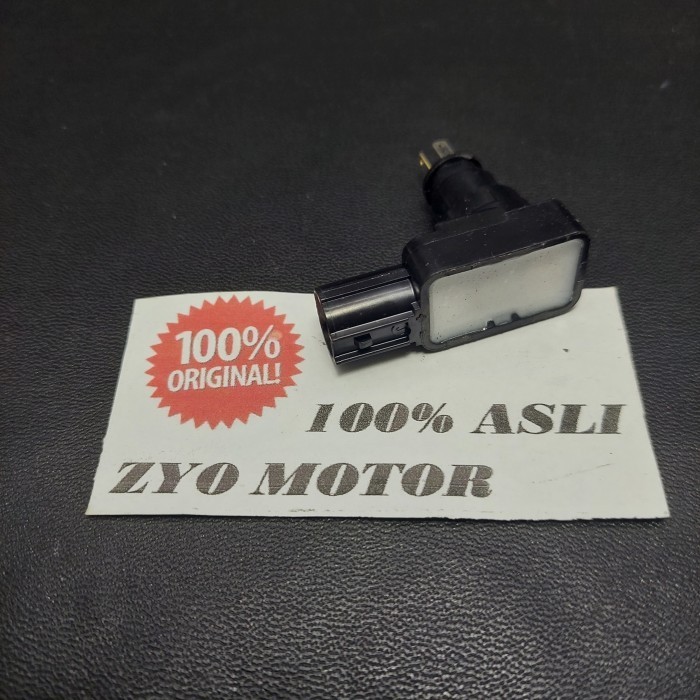 100%
ORIGINAL!
100% ASLI
ZYO MOTOR